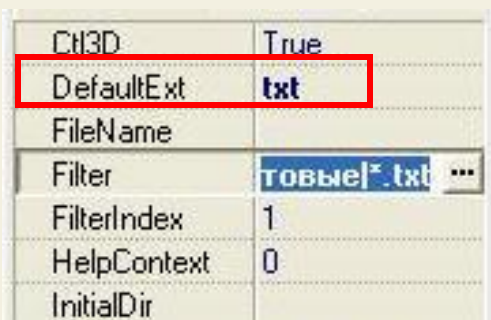 Ctl3D True
DefaultExt txt
FileName
Filter товые|*.txt ...
FilterIndex 1
HelpContext 0
InitialDir